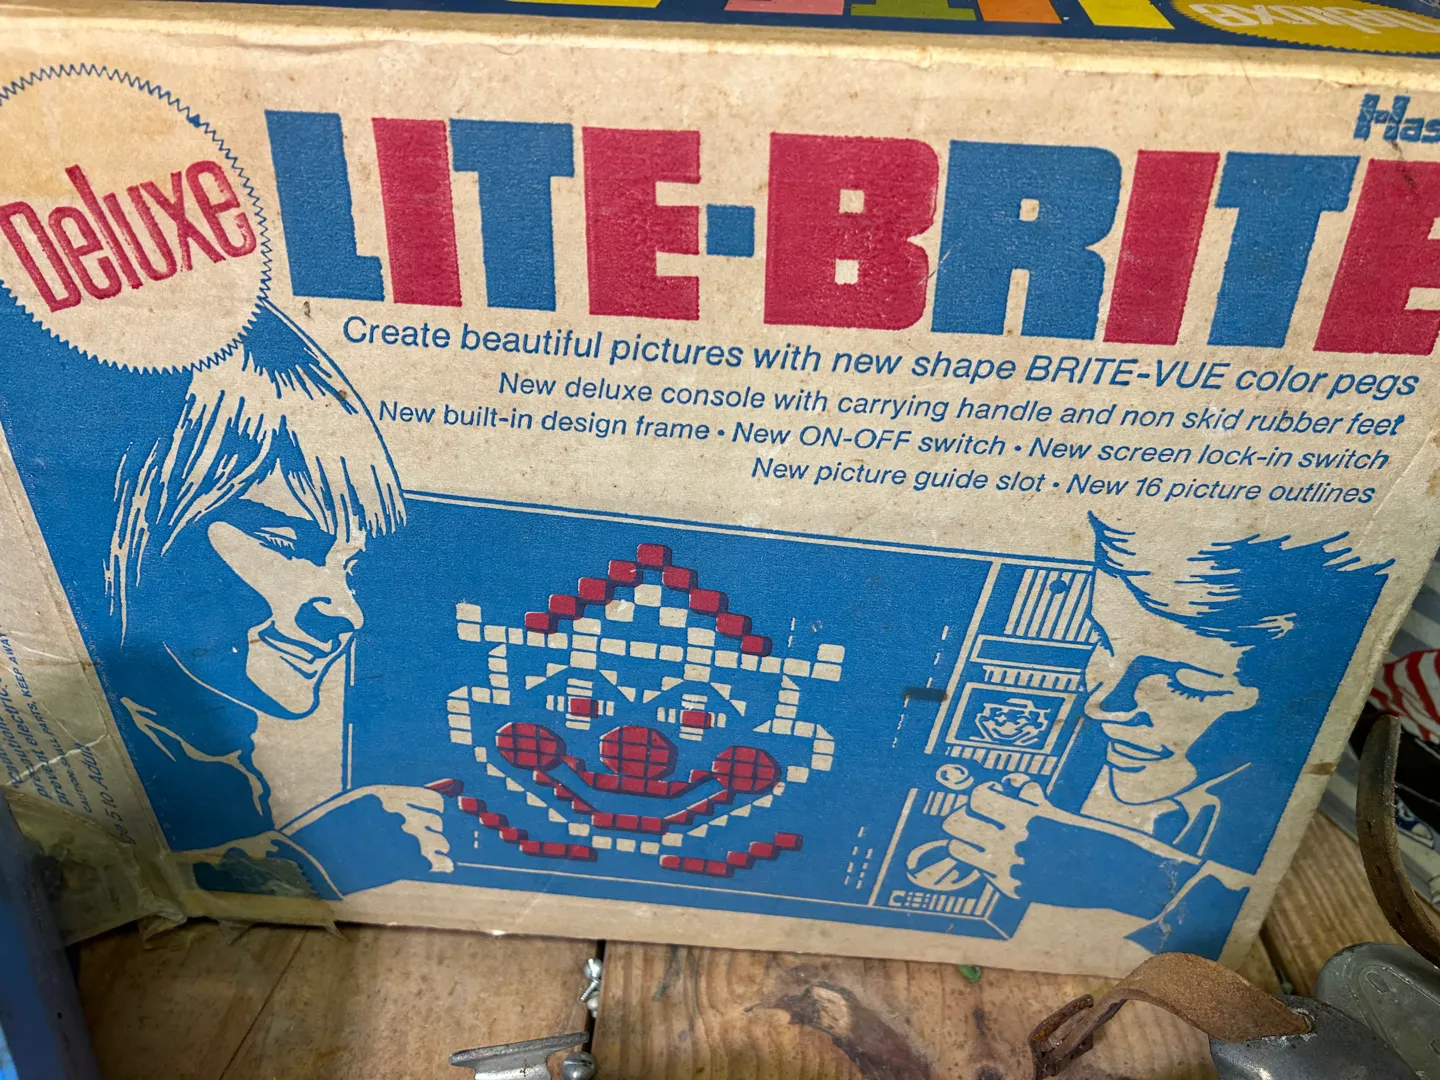 Deluxe
Has
LITE-BRITE
Create beautiful pictures with new shape BRITE-VUE color pegs
New deluxe console with carrying handle and non skid rubber feet
New built-in design frame • New ON-OFF switch • New screen lock-in switch
New picture guide slot • New 16 picture outlines